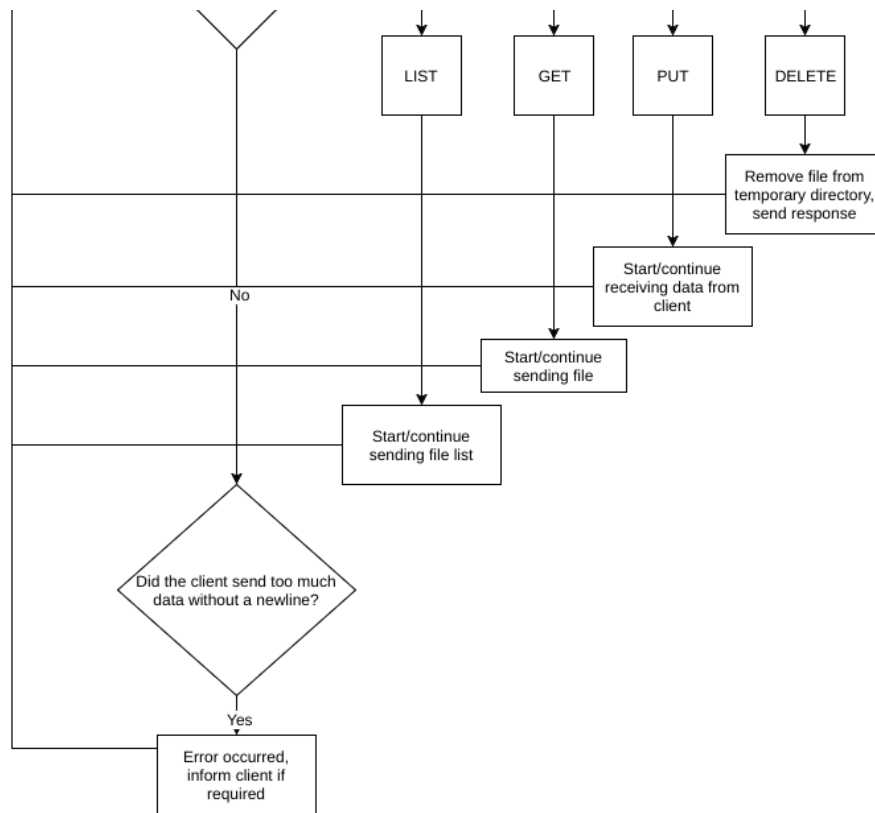 LIST
GET
PUT
DELETE
Remove file from
temporary directory,
send response
Start/continue
receiving data from
client
No
Start/continue
sending file
Start/continue
sending file list
Did the client send too much
data without a newline?
Yes
Error occurred,
inform client if
required